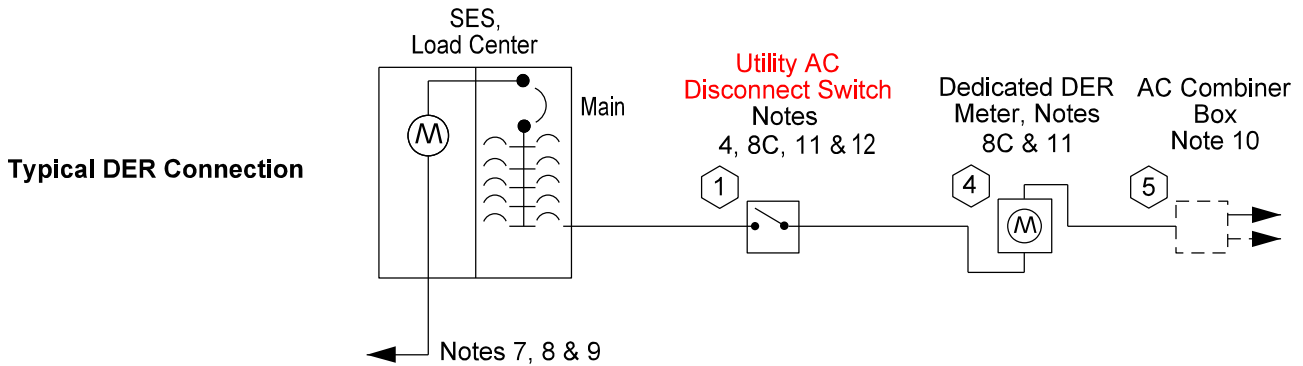 SES,
Load Center
Main
Utility AC
Disconnect Switch
Notes
4, 8C, 11 & 12
Dedicated DER
Meter, Notes
8C & 11
AC Combiner
Box
Note 10
Typical DER Connection
M
1
4
M
5
Notes 7, 8 & 9